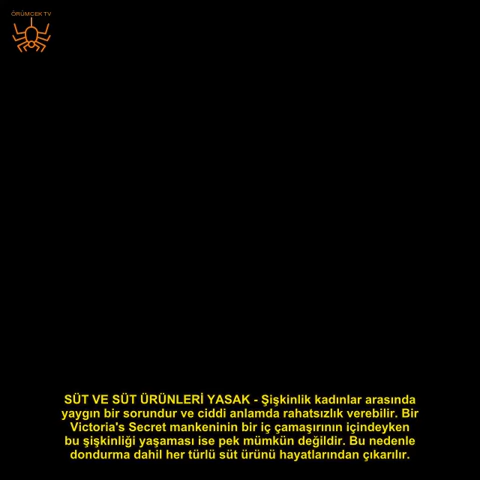 ÖRÜMCEK TV
SÜT VE SÜT ÜRÜNLERİ YASAK - Şişkinlik kadınlar arasında
yaygın bir sorundur ve ciddi anlamda rahatsızlık verebilir. Bir
Victoria's Secret mankeninin bir iç çamaşırının içindeyken
bu şişkinliği yaşaması ise pek mümkün değildir. Bu nedenle
dondurma dahil her türlü süt ürünü hayatlarından çıkarılır.